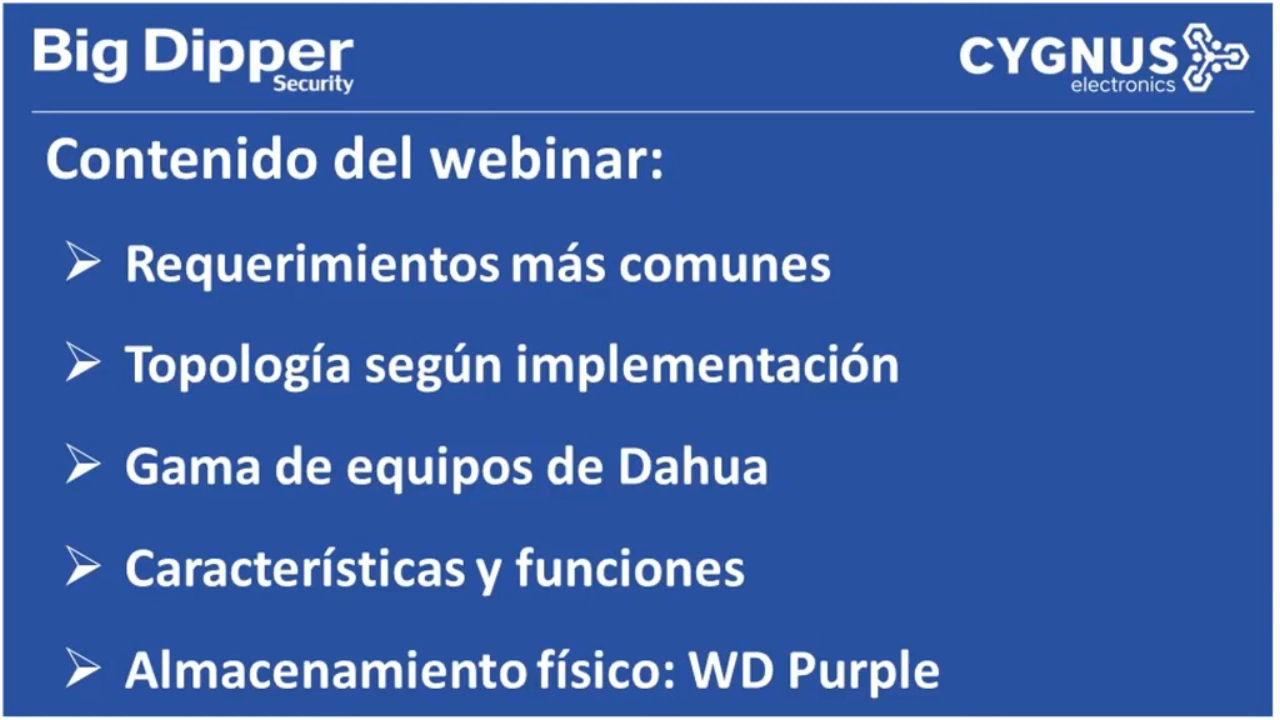 Big Dipper
Security
CYGNUS
electronics
Contenido del webinar:
Requerimientos más comunes
Topología según implementación
Gama de equipos de Dahua
Características y funciones
Almacenamiento físico: WD Purple